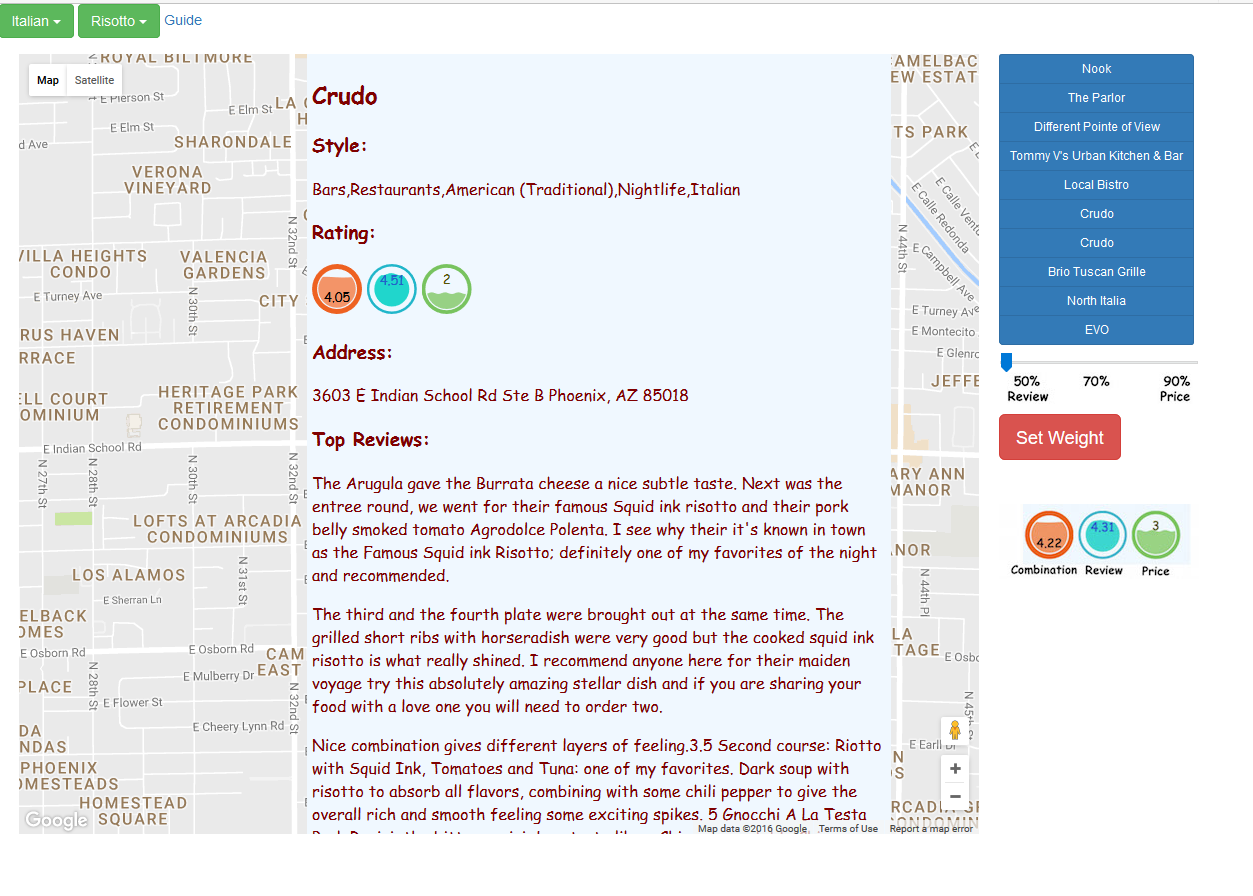 Italian
Risotto
Guide
Map
Satellite
Crudo
Style:
Bars,Restaurants,American (Traditional),Nightlife,Italian
Rating:
4.05
4.51
2
Address:
3603 E Indian School Rd Ste B Phoenix, AZ 85018
Top Reviews:
The Arugula gave the Burrata cheese a nice subtle taste. Next was the
entree round, we went for their famous Squid ink risotto and their pork
belly smoked tomato Agrodolce Polenta. I see why their it's known in town
as the Famous Squid ink Risotto; definitely one of my favorites of the night
and recommended.
The third and the fourth plate were brought out at the same time. The
grilled short ribs with horseradish were very good but the cooked squid ink
risotto is what really shined. I recommend anyone here for their maiden
voyage try this absolutely amazing stellar dish and if you are sharing your
food with a love one you will need to order two.
Nice combination gives different layers of feeling.3.5 Second course: Riotto
with Squid Ink, Tomatoes and Tuna: one of my favorites. Dark soup with
risotto to absorb all flavors, combining with some chili pepper to give the
overall rich and smooth feeling some exciting spikes. 5 Gnocchi A La Testa
ROYAL BILTMORE
E Pierson St
E Elm St
LA
E Elm St
d Ave
SHARONDALE
VERONA
VINEYARD
N 32nd St
VILLA HEIGHTS
CONDO
VALENCIA
GARDENS
E Turney Ave
N 30th St
CITY
RUS HAVEN
RRACE
ELL COURT
OMINIUM
HERITAGE PARK
RETIREMENT
CONDOMINIUMS
E Indian School Rd
N 27th St
N 28th St
N 30th St
N 32nd St
LOFTS AT ARCADIA
CONDOMINIUMS
LOS ALAMOS
N 31st St
E Sherran Ln
ELBACK
OMES
E Osborn Rd
E Osborn Rd
CAM
EAST
PLACE
N 28th St
E Mulberry Dr
E Flower St
N 32nd St
E Cheery Lynn Rd
DA
NDAS
PHOENIX
OMESTEADS
HOMESTEAD
SQUARE
Google
AMELBAC
EW ESTAT
TS PARK
E Calle Ventu
E Calle Redonda
N 44th St
E Campbell Ave
E Turney Ave
E Montecito
E Glenro
JEFFE
ARY ANN
MANOR
NOR
N 44th Pl
LA
TAGE
E Osbo
N 45th
E Earll Dr
N
S
RCADIA GR
ONDOMIN
Map data ©2016 Google
Terms of Use
Report a map error
Nook
The Parlor
Different Pointe of View
Tommy V's Urban Kitchen & Bar
Local Bistro
Crudo
Crudo
Brio Tuscan Grille
North Italia
EVO
50%
Review
70%
90%
Price
Set Weight
4.22
4.31
3
Combination
Review
Price